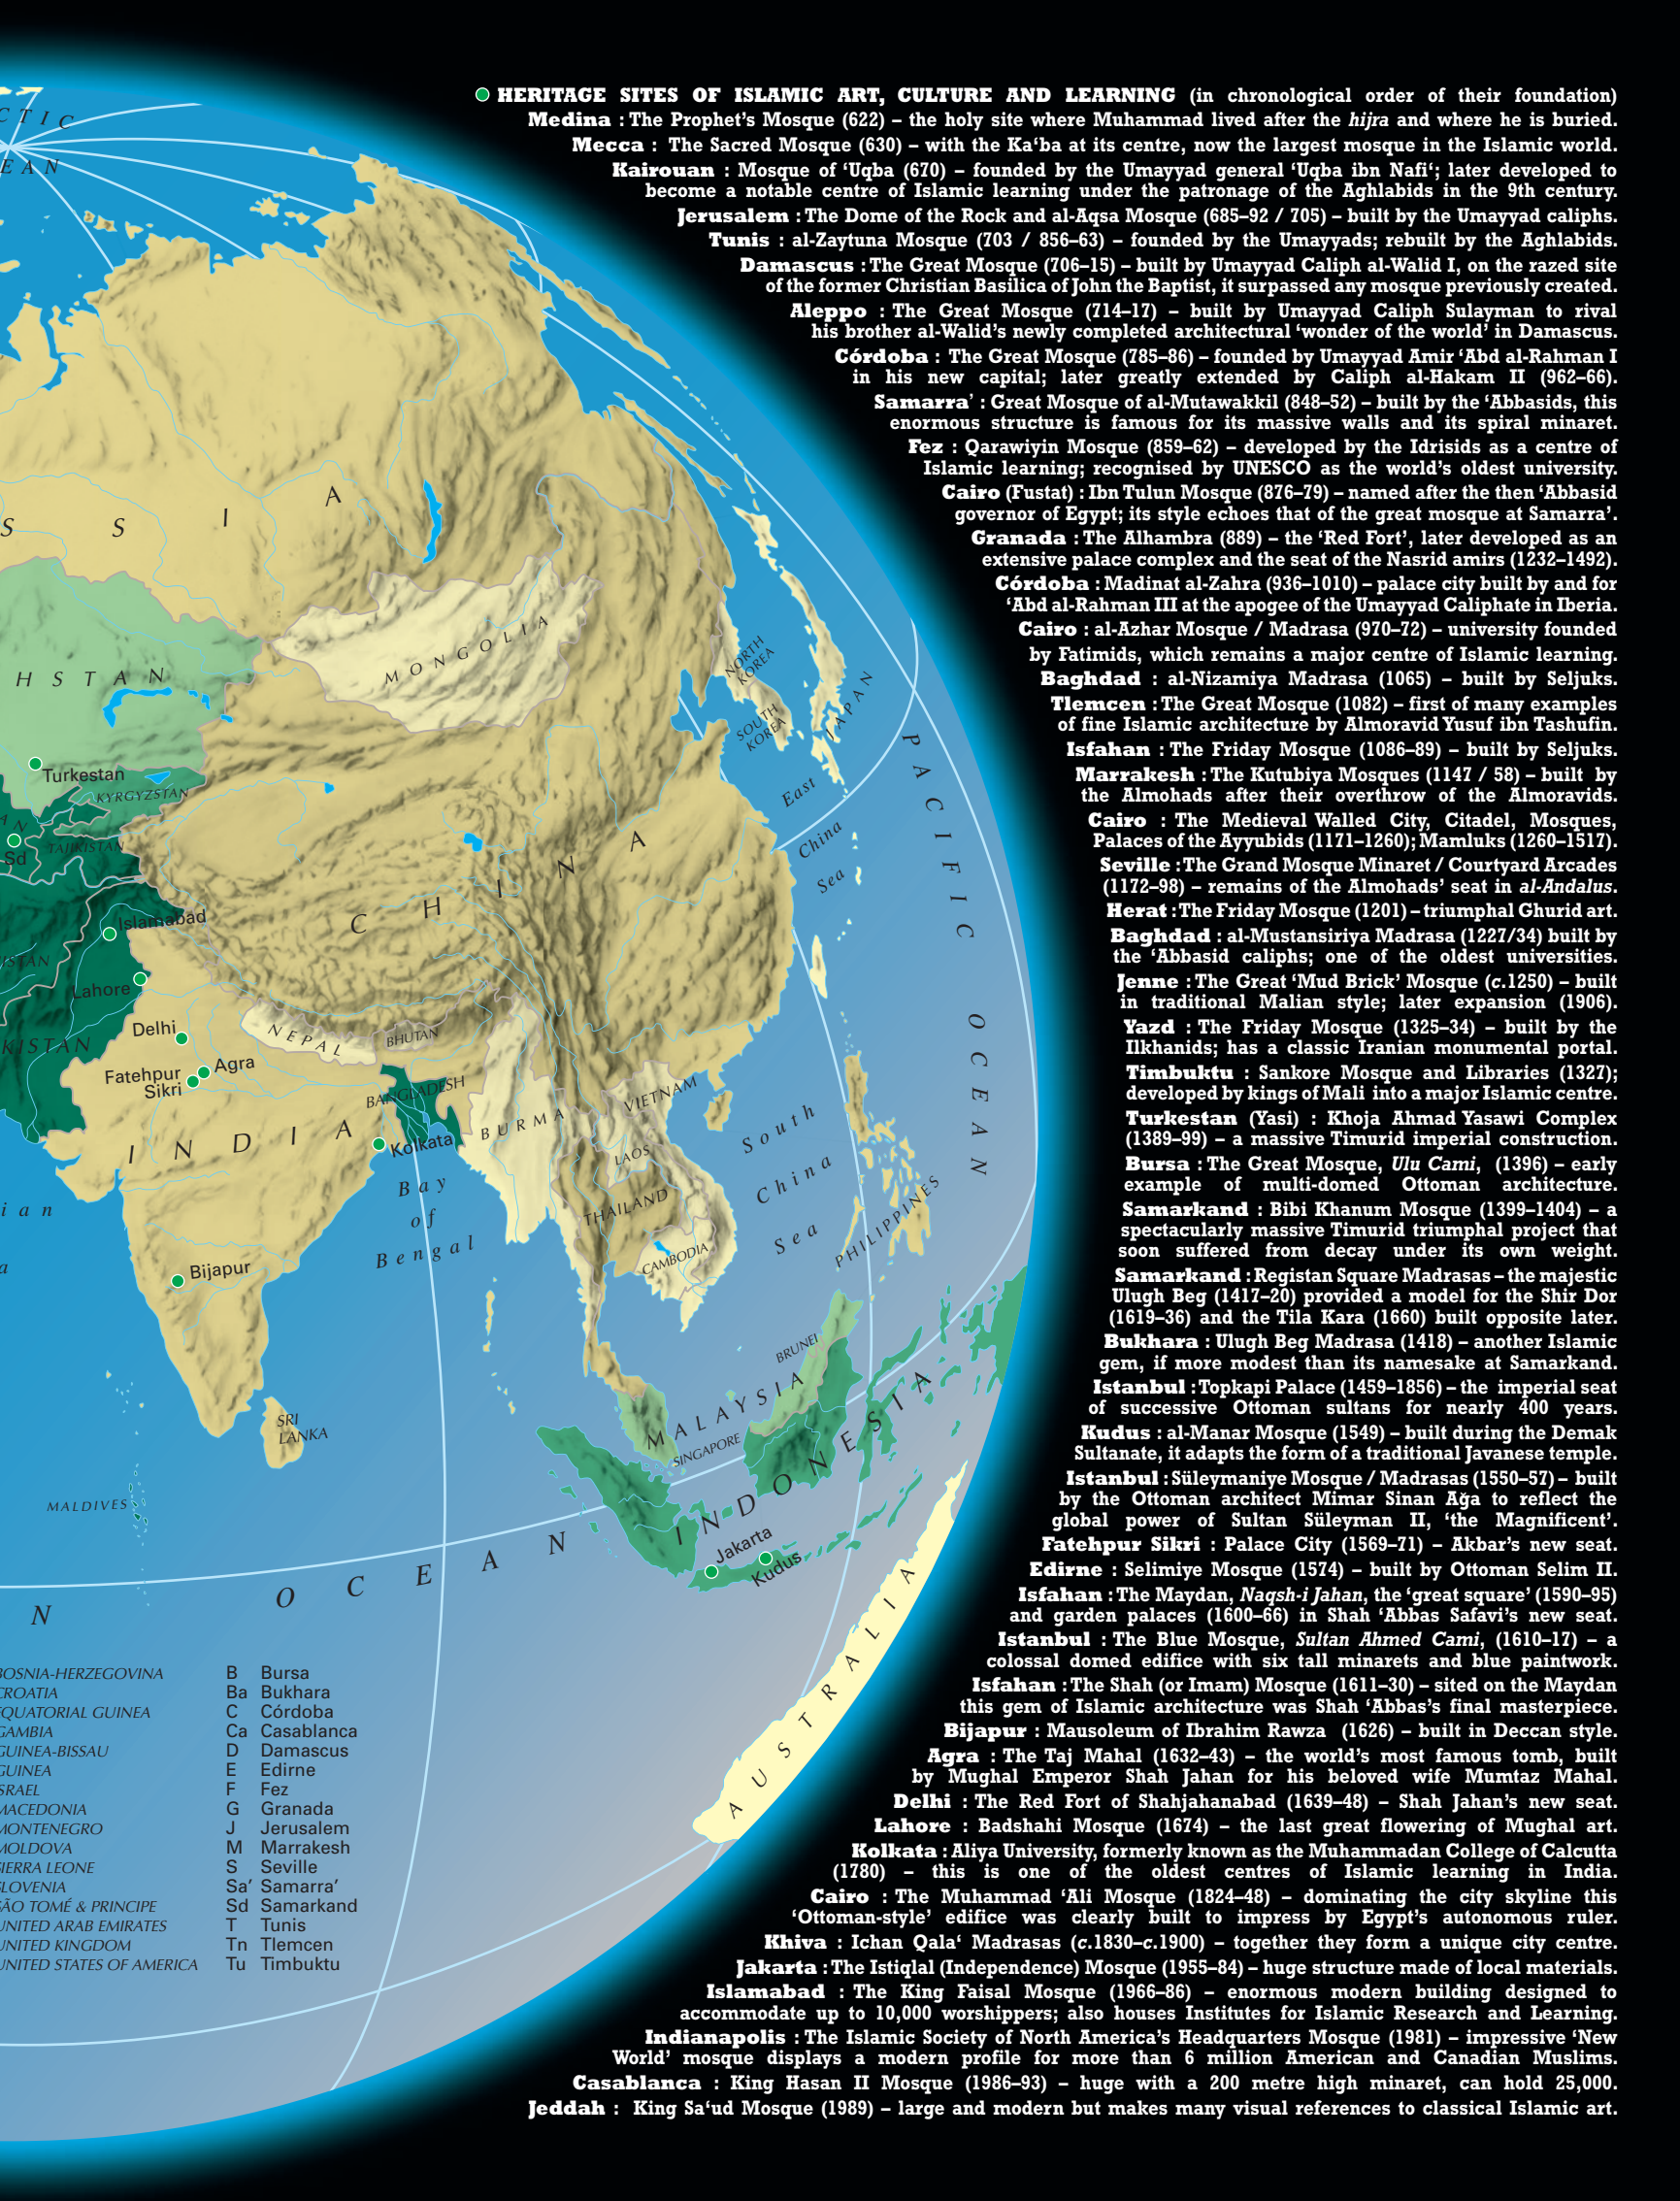 HERITAGE SITES OF ISLAMIC ART, CULTURE AND LEARNING (in chronological order of their foundation)
Medina : The Prophet's Mosque (622) – the holy site where Muhammad lived after the hijra and where he is buried.
Mecca : The Sacred Mosque (630) – with the Ka‘ba at its centre, now the largest mosque in the Islamic world.
Kairouan : Mosque of ‘Uqba (670) – founded by the Umayyad general ‘Uqba ibn Nafi‘; later developed to
become a notable centre of Islamic learning under the patronage of the Aghlabids in the 9th century.
Jerusalem : The Dome of the Rock and al-Aqsa Mosque (685–92 / 705) – built by the Umayyad caliphs.
Tunis : al-Zaytuna Mosque (703 / 856–63) – founded by the Umayyads; rebuilt by the Aghlabids.
Damascus : The Great Mosque (706–15) – built by Umayyad Caliph al-Walid I, on the razed site
of the former Christian Basilica of John the Baptist, it surpassed any mosque previously created.
Aleppo : The Great Mosque (714–17) – built by Umayyad Caliph Sulayman to rival
his brother al-Walid's newly completed architectural ‘wonder of the world’ in Damascus.
Córdoba : The Great Mosque (785–86) – founded by Umayyad Amir ‘Abd al-Rahman I
in his new capital; later greatly extended by Caliph al-Hakam II (962–66).
Samarra’ : Great Mosque of al-Mutawakkil (848–52) – built by the ‘Abbasids, this
enormous structure is famous for its massive walls and its spiral minaret.
Fez : Qarawiyin Mosque (859–62) – developed by the Idrisids as a centre of
Islamic learning; recognised by UNESCO as the world's oldest university.
Cairo (Fustat) : Ibn Tulun Mosque (876–79) – named after the then ‘Abbasid
governor of Egypt; its style echoes that of the great mosque at Samarra’.
Granada : The Alhambra (889) – the ‘Red Fort’, later developed as an
extensive palace complex and the seat of the Nasrid amirs (1232–1492).
Córdoba : Madinat al-Zahra (936–1010) – palace city built by and for
‘Abd al-Rahman III at the apogee of the Umayyad Caliphate in Iberia.
Cairo : al-Azhar Mosque / Madrasa (970–72) – university founded
by Fatimids, which remains a major centre of Islamic learning.
Baghdad : al-Nizamiya Madrasa (1065) – built by Seljuks.
Tlemcen : The Great Mosque (1082) – first of many examples
of fine Islamic architecture by Almoravid Yusuf ibn Tashufin.
Isfahan : The Friday Mosque (1086–89) – built by Seljuks.
Marrakesh : The Kutubiya Mosques (1147 / 58) – built by
the Almohads after their overthrow of the Almoravids.
Cairo : The Medieval Walled City, Citadel, Mosques,
Palaces of the Ayyubids (1171–1260); Mamluks (1260–1517).
Seville : The Grand Mosque Minaret / Courtyard Arcades
(1172–98) – remains of the Almohads’ seat in al-Andalus.
Herat : The Friday Mosque (1201) – triumphal Ghurid art.
Baghdad : al-Mustansiriya Madrasa (1227/34) built by
the ‘Abbasid caliphs; one of the oldest universities.
Jenne : The Great ‘Mud Brick’ Mosque (c.1250) – built
in traditional Malian style; later expansion (1906).
Yazd : The Friday Mosque (1325–34) – built by the
Ilkhanids; has a classic Iranian monumental portal.
Timbuktu : Sankore Mosque and Libraries (1327);
developed by kings of Mali into a major Islamic centre.
Turkestan (Yasi) : Khoja Ahmad Yasawi Complex
(1389–99) – a massive Timurid imperial construction.
Bursa : The Great Mosque, Ulu Cami, (1396) – early
example of multi-domed Ottoman architecture.
Samarkand : Bibi Khanum Mosque (1399–1404) – a
spectacularly massive Timurid triumphal project that
soon suffered from decay under its own weight.
Samarkand : Registan Square Madrasas – the majestic
Ulugh Beg (1417–20) provided a model for the Shir Dor
(1619–36) and the Tila Kara (1660) built opposite later.
Bukhara : Ulugh Beg Madrasa (1418) – another Islamic
gem, if more modest than its namesake at Samarkand.
Istanbul : Topkapi Palace (1459–1856) – the imperial seat
of successive Ottoman sultans for nearly 400 years.
Kudus : al-Manar Mosque (1549) – built during the Demak
Sultanate, it adapts the form of a traditional Javanese temple.
Istanbul : Süleymaniye Mosque / Madrasas (1550–57) – built
by the Ottoman architect Mimar Sinan Ağa to reflect the
global power of Sultan Süleyman II, ‘the Magnificent’.
Fatehpur Sikri : Palace City (1569–71) – Akbar's new seat.
Edirne : Selimiye Mosque (1574) – built by Ottoman Selim II.
Isfahan : The Maydan, Naqsh-i Jahan, the ‘great square’ (1590–95)
and garden palaces (1600–66) in Shah ‘Abbas Safavi's new seat.
Istanbul : The Blue Mosque, Sultan Ahmed Cami, (1610–17) – a
colossal domed edifice with six tall minarets and blue paintwork.
Isfahan : The Shah (or Imam) Mosque (1611–30) – sited on the Maydan
this gem of Islamic architecture was Shah ‘Abbas's final masterpiece.
Bijapur : Mausoleum of Ibrahim Rawza (1626) – built in Deccan style.
Agra : The Taj Mahal (1632–43) – the world's most famous tomb, built
by Mughal Emperor Shah Jahan for his beloved wife Mumtaz Mahal.
Delhi : The Red Fort of Shahjahanabad (1639–48) – Shah Jahan's new seat.
Lahore : Badshahi Mosque (1674) – the last great flowering of Mughal art.
Kolkata : Aliya University, formerly known as the Muhammadan College of Calcutta
(1780) – this is one of the oldest centres of Islamic learning in India.
Cairo : The Muhammad ‘Ali Mosque (1824–48) – dominating the city skyline this
‘Ottoman-style’ edifice was clearly built to impress by Egypt's autonomous ruler.
Khiva : Ichan Qala‘ Madrasas (c.1830–c.1900) – together they form a unique city centre.
Jakarta : The Istiqlal (Independence) Mosque (1955–84) – huge structure made of local materials.
Islamabad : The King Faisal Mosque (1966–86) – enormous modern building designed to
accommodate up to 10,000 worshippers; also houses Institutes for Islamic Research and Learning.
Indianapolis : The Islamic Society of North America's Headquarters Mosque (1981) – impressive ‘New
World’ mosque displays a modern profile for more than 6 million American and Canadian Muslims.
Casablanca : King Hasan II Mosque (1986–93) – huge with a 200 metre high minaret, can hold 25,000.
Jeddah : King Sa‘ud Mosque (1989) – large and modern but makes many visual references to classical Islamic art.
CTIC
EAN
SSIA
HSTAN
MONGOLIA
NORTH
KOREA
SOUTH
KOREA
JAPAN
PACIFIC OCEAN
East
China
Sea
Turkestan
KYRGYZSTAN
AN
Sd
TAJIKISTAN
CHINA
Islamabad
ISTAN
Lahore
KISTAN
Delhi
Agra
Fatehpur
Sikri
NEPAL
BHUTAN
BANGLADESH
INDIA
Kolkata
BURMA
VIETNAM
LAOS
THAILAND
CAMBODIA
South
China
Sea
PHILIPPINES
Bay
of
Bengal
ian
a
Bijapur
SRI
LANKA
MALDIVES
BRUNEI
MALAYSIA
SINGAPORE
INDONESIA
Jakarta
Kudus
N OCEAN
AUSTRALIA
BOSNIA-HERZEGOVINA
CROATIA
EQUATORIAL GUINEA
GAMBIA
GUINEA-BISSAU
GUINEA
ISRAEL
MACEDONIA
MONTENEGRO
MOLDOVA
SIERRA LEONE
SLOVENIA
SÃO TOMÉ & PRINCIPE
UNITED ARAB EMIRATES
UNITED KINGDOM
UNITED STATES OF AMERICA
B Bursa
Ba Bukhara
C Córdoba
Ca Casablanca
D Damascus
E Edirne
F Fez
G Granada
J Jerusalem
M Marrakesh
S Seville
Sa’ Samarra’
Sd Samarkand
T Tunis
Tn Tlemcen
Tu Timbuktu